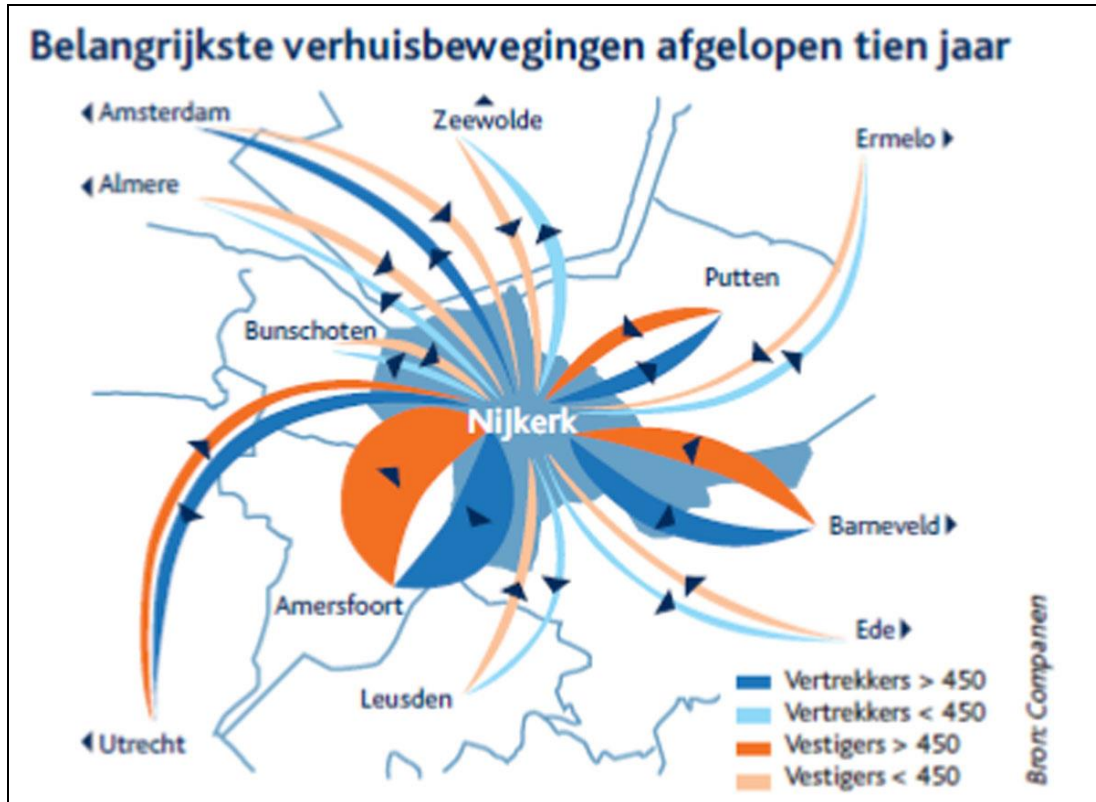 Belangrijkste verhuisbewegingen afgelopen tien jaar
Amsterdam
Zeewolde
Ermelo
Almere
Putten
Bunschoten
Nijkerk
Barneveld
Amersfoort
Ede
Leusden
Utrecht
Vertrekkers > 450
Vertrekkers < 450
Vestigers > 450
Vestigers < 450
Bron: Companen